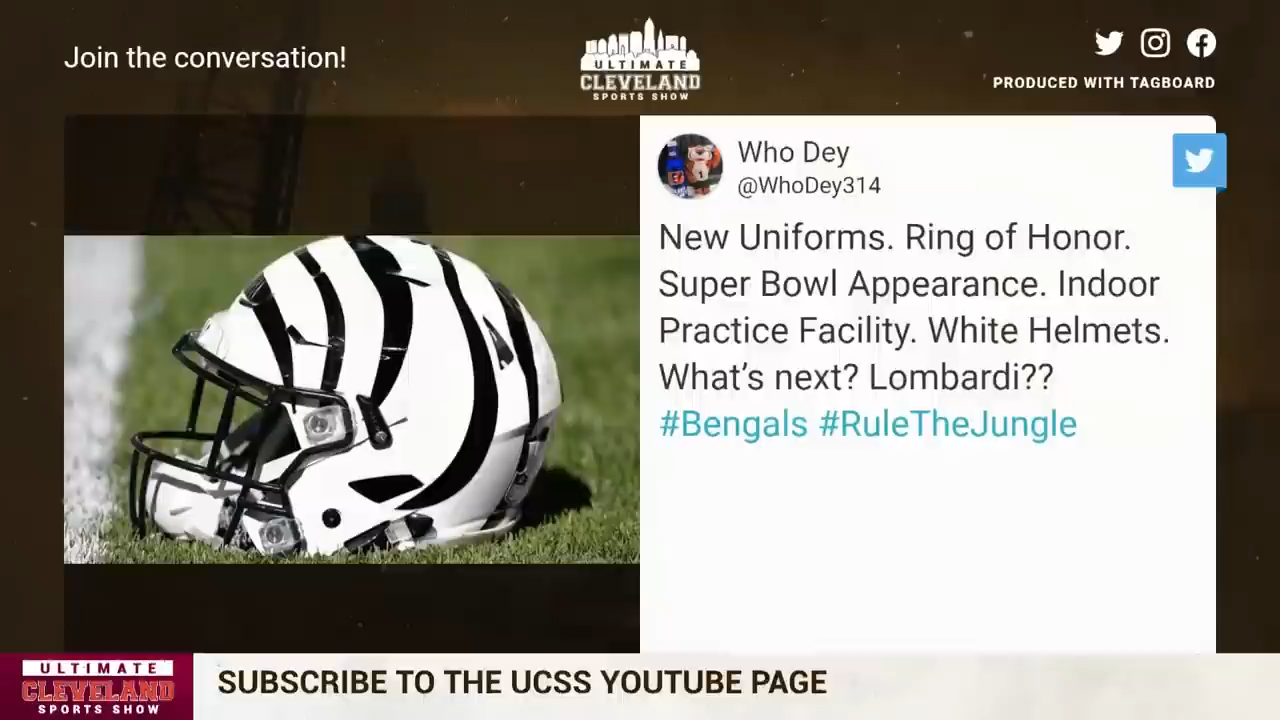 Join the conversation!
ULTIMATE
CLEVELAND
SPORTS SHOW
PRODUCED WITH TAGBOARD
Who Dey
@WhoDey314
New Uniforms. Ring of Honor.
Super Bowl Appearance. Indoor
Practice Facility. White Helmets.
What's next? Lombardi??
#Bengals #RuleTheJungle
ULTIMATE
CLEVELAND
SPORTS SHOW
SUBSCRIBE TO THE UCSS YOUTUBE PAGE